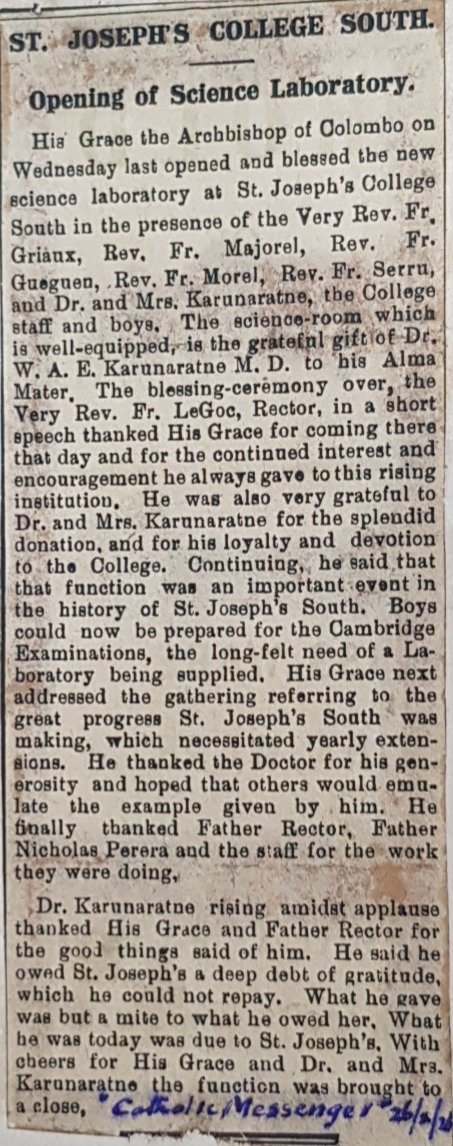 ST. JOSEPH'S COLLEGE SOUTH.
Opening of Science Laboratory.
His Grace the Archbishop of Colombo on
Wednesday last opened and blessed the new
science laboratory at St. Joseph's College
South in the presence of the Very Rev. Fr.
Griaux, Rev. Fr. Majorel, Rev. Fr.
Gueguen, Rev. Fr. Morel, Rev. Fr. Serru,
and Dr. and Mrs. Karunaratne, the College
staff and boys. The science-room which
is well-equipped, is the grateful gift of Dr.
W. A. E. Karunaratne M. D. to his Alma
Mater. The blessing-ceremony over, the
Very Rev. Fr. LeGoc, Rector, in a short
speech thanked His Grace for coming there
that day and for the continued interest and
encouragement he always gave to this rising
institution. He was also very grateful to
Dr. and Mrs. Karunaratne for the splendid
donation, and for his loyalty and devotion
to the College. Continuing, he said that
that function was an important event in
the history of St. Joseph's South. Boys
could now be prepared for the Cambridge
Examinations, the long-felt need of a La-
boratory being supplied. His Grace next
addressed the gathering referring to the
great progress St. Joseph's South was
making, which necessitated yearly exten-
sions. He thanked the Doctor for his gen-
erosity and hoped that others would emu-
late the example given by him. He
finally thanked Father Rector, Father
Nicholas Perera and the staff for the work
they were doing,
Dr. Karunaratne rising amidst applause
thanked His Grace and Father Rector for
the good things said of him. He said he
owed St. Joseph's a deep debt of gratitude,
which he could not repay. What he gave
was but a mite to what he owed her. What
he was today was due to St. Joseph's. With
cheers for His Grace and Dr. and Mrs.
Karunaratne the function was brought to
a close, "Catholic Messenger"